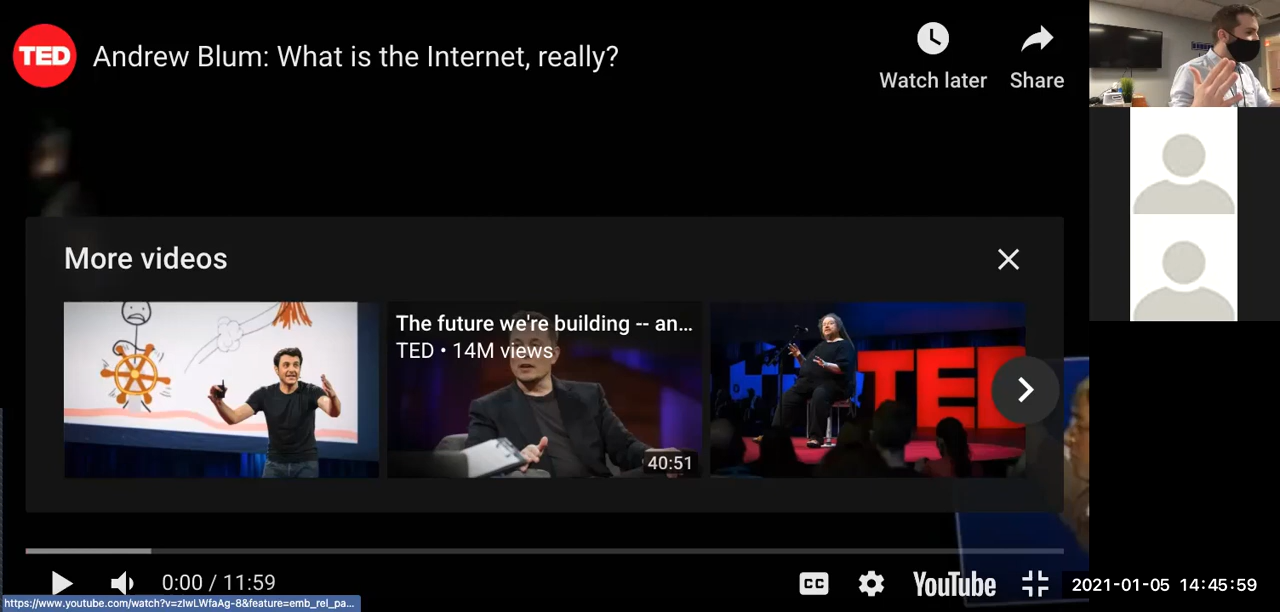 TED
Andrew Blum: What is the Internet, really?
Watch later
Share
More videos
The future we're building -- an...
TED • 14M views
40:51
TED
0:00 / 11:59
CC
YouTube
2021-01-05 14:45:59
https://www.youtube.com/watch?v=zIwLWfaAg-8&feature=emb_rel_pa...